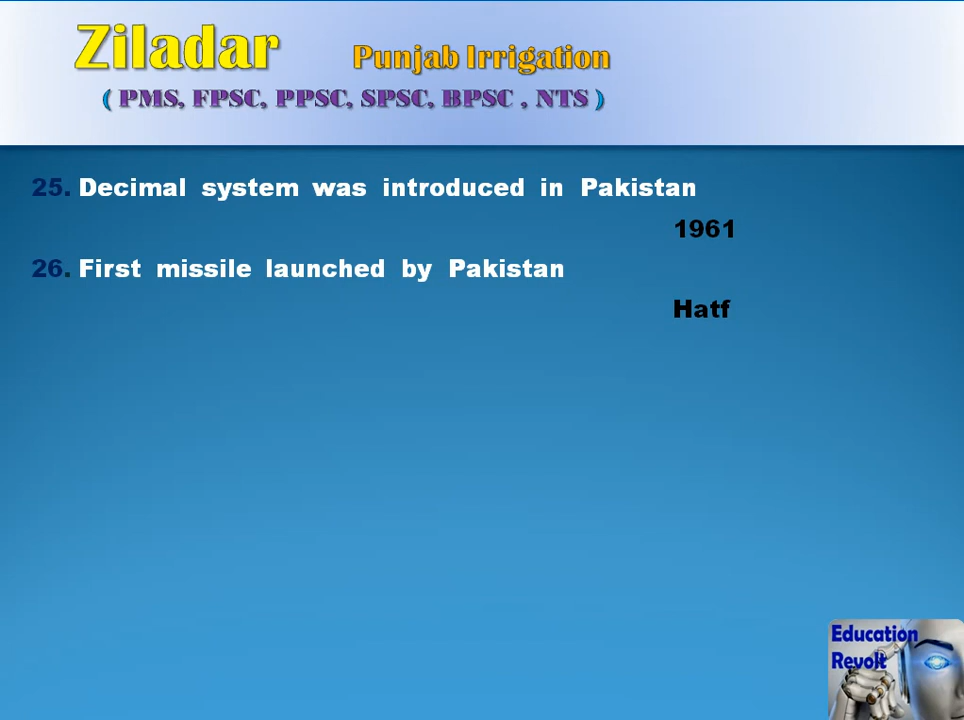 Ziladar Punjab Irrigation
( PMS, FPSC, PPSC, SPSC, BPSC , NTS )
25. Decimal system was introduced in Pakistan
1961
26. First missile launched by Pakistan
Hatf
Education
Revolt